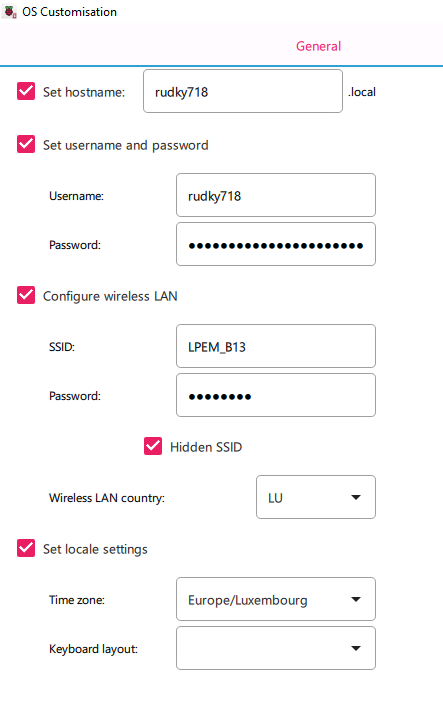 OS Customisation
General
Set hostname: rudky718 .local
Set username and password
Username: rudky718
Password: ••••••••••••••••••••••
Configure wireless LAN
SSID: LPEM_B13
Password: ••••••••
Hidden SSID
Wireless LAN country: LU
Set locale settings
Time zone: Europe/Luxembourg
Keyboard layout: